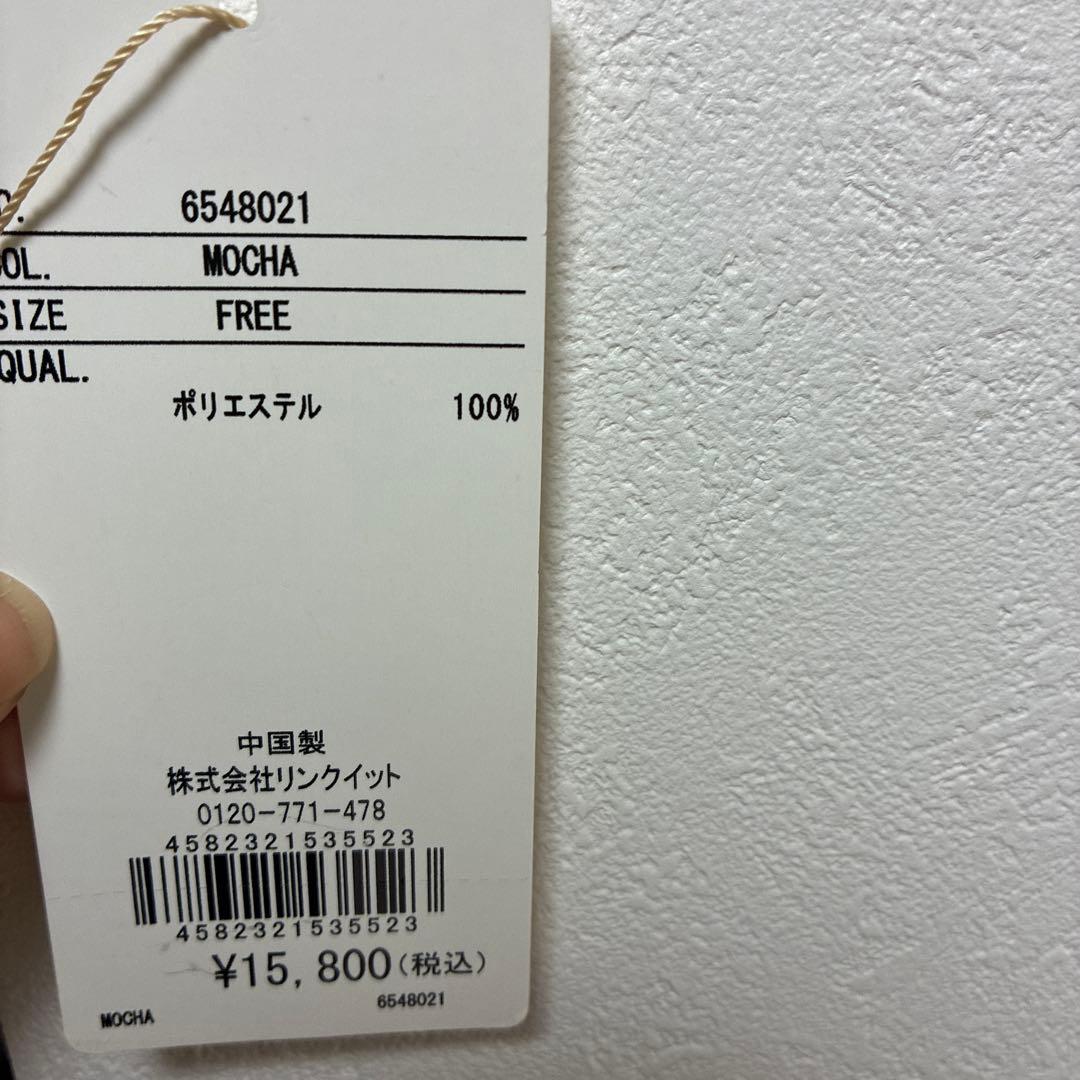 6548021
OL. MOCHA
SIZE FREE
QUAL.
ポリエステル 100%
中国製
株式会社リンクイット
0120-771-478
4582321535523
4582321535523
¥15,800(税込)
6548021
MOCHA